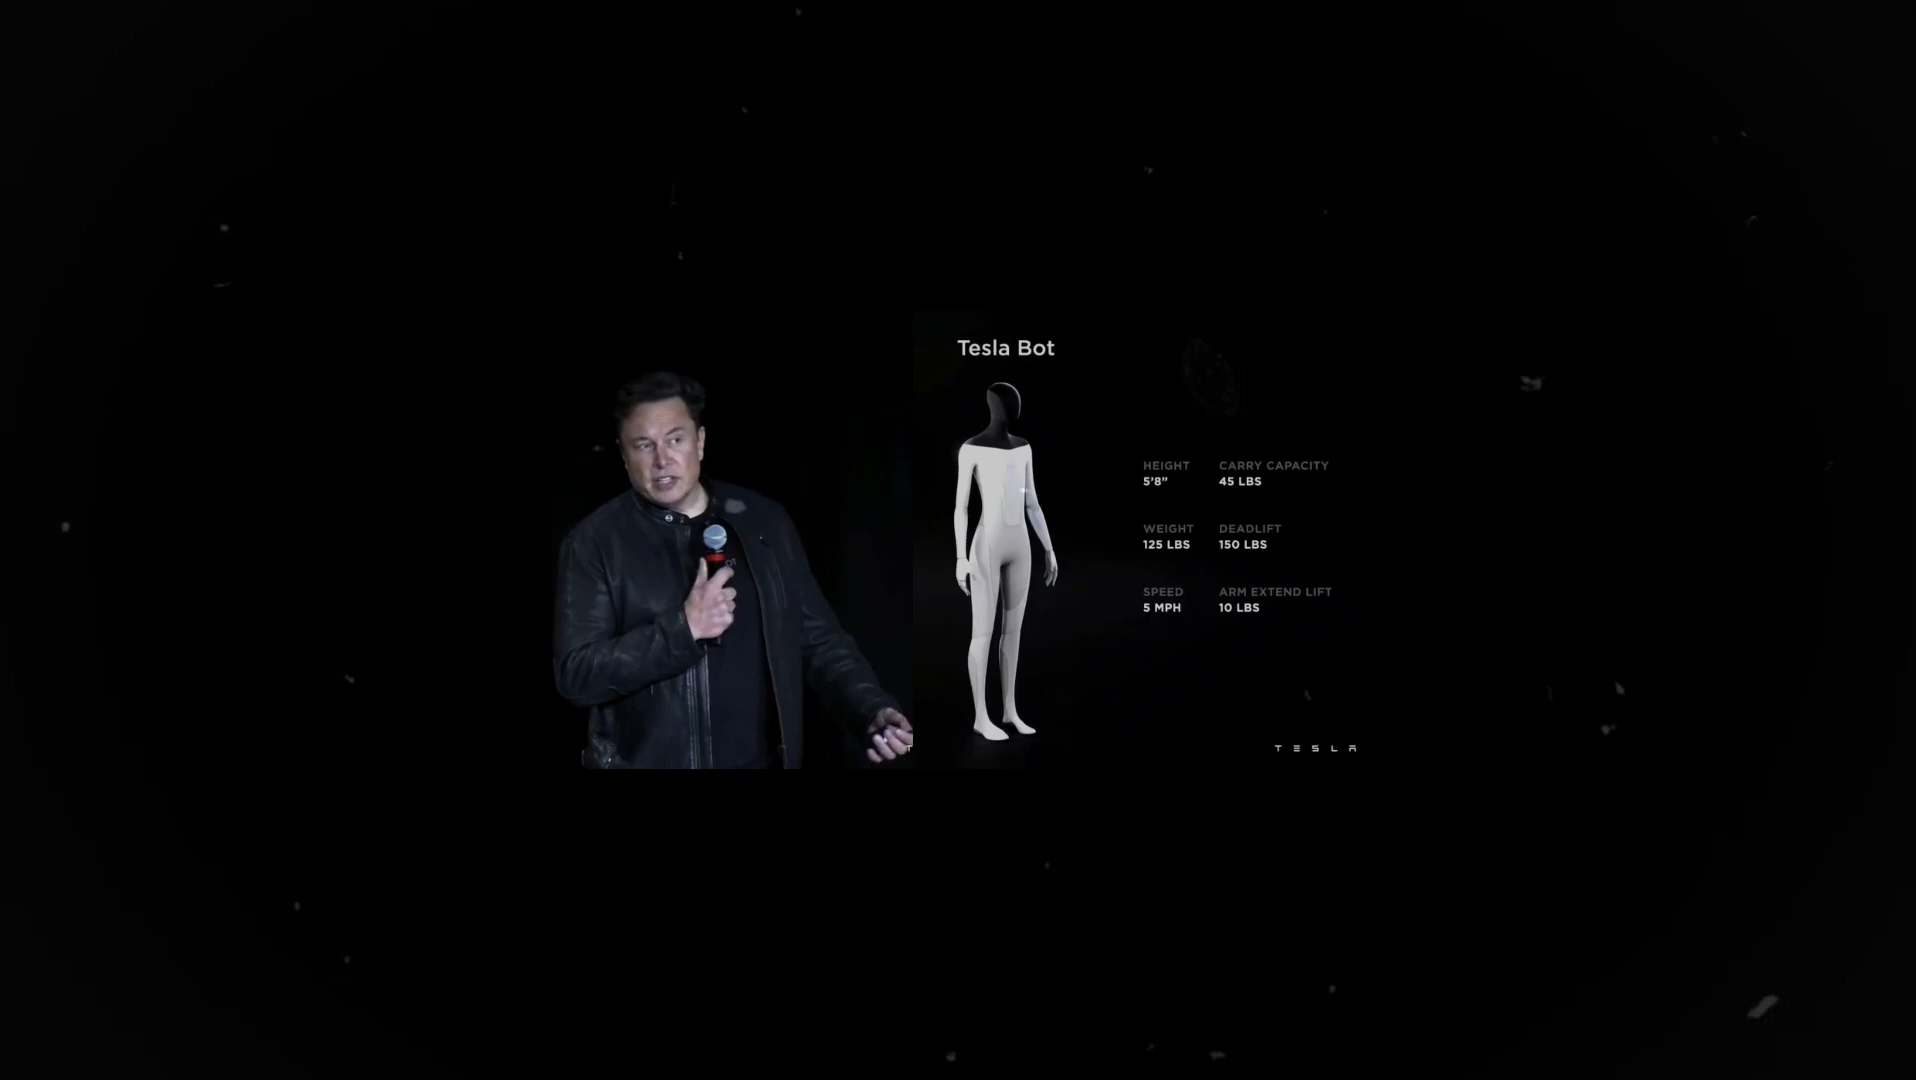 Tesla Bot
HEIGHT
5'8”
CARRY CAPACITY
45 LBS
WEIGHT
125 LBS
DEADLIFT
150 LBS
SPEED
5 MPH
ARM EXTEND LIFT
10 LBS
TESLA